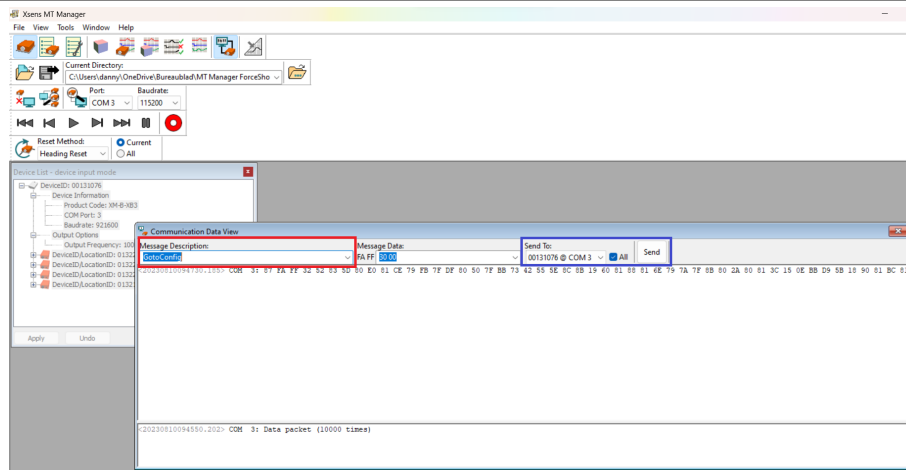 Xsens MT Manager
File View Tools Window Help
Current Directory:
C:\Users\danny\OneDrive\Bureaublad\MT Manager ForceSho
Port: Baudrate:
COM 3 115200
Reset Method: Current
Heading Reset All
Device List - device input mode
DeviceID: 00131076
Device Information
Product Code: XM-B-XB3
COM Port: 3
Baudrate: 921600
Output Options
Output Frequency: 100
DeviceID/LocationID: 0132
DeviceID/LocationID: 0132
DeviceID/LocationID: 0132
DeviceID/LocationID: 0132
Apply Undo
Communication Data View
Message Description: Message Data: Send To:
GotoConfig FA FF 30 00 00131076 @ COM 3 All Send
<20230810094730.185> COM 3: 87 FA FF 32 52 83 5D 80 E0 81 CE 79 FB 7F DF 80 50 7F BB 73 42 55 5E 8C 8B 19 60 81 88 81 6E 79 7A 7F 8B 80 2A 80 81 3C 15 0E BB D9 5B 18 90 81 BC
<20230810094550.202> COM 3: Data packet (10000 times)